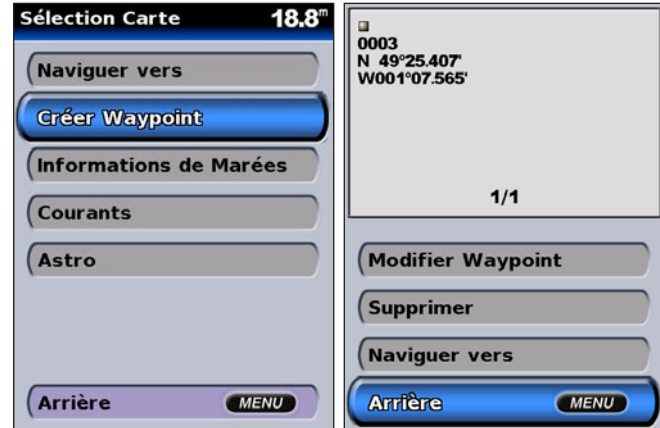 Sélection Carte 18.8m
Naviguer vers
Créer Waypoint
Informations de Marées
Courants
Astro
Arrière MENU
0003
N 49°25.407'
W001°07.565'
1/1
Modifier Waypoint
Supprimer
Naviguer vers
Arrière MENU